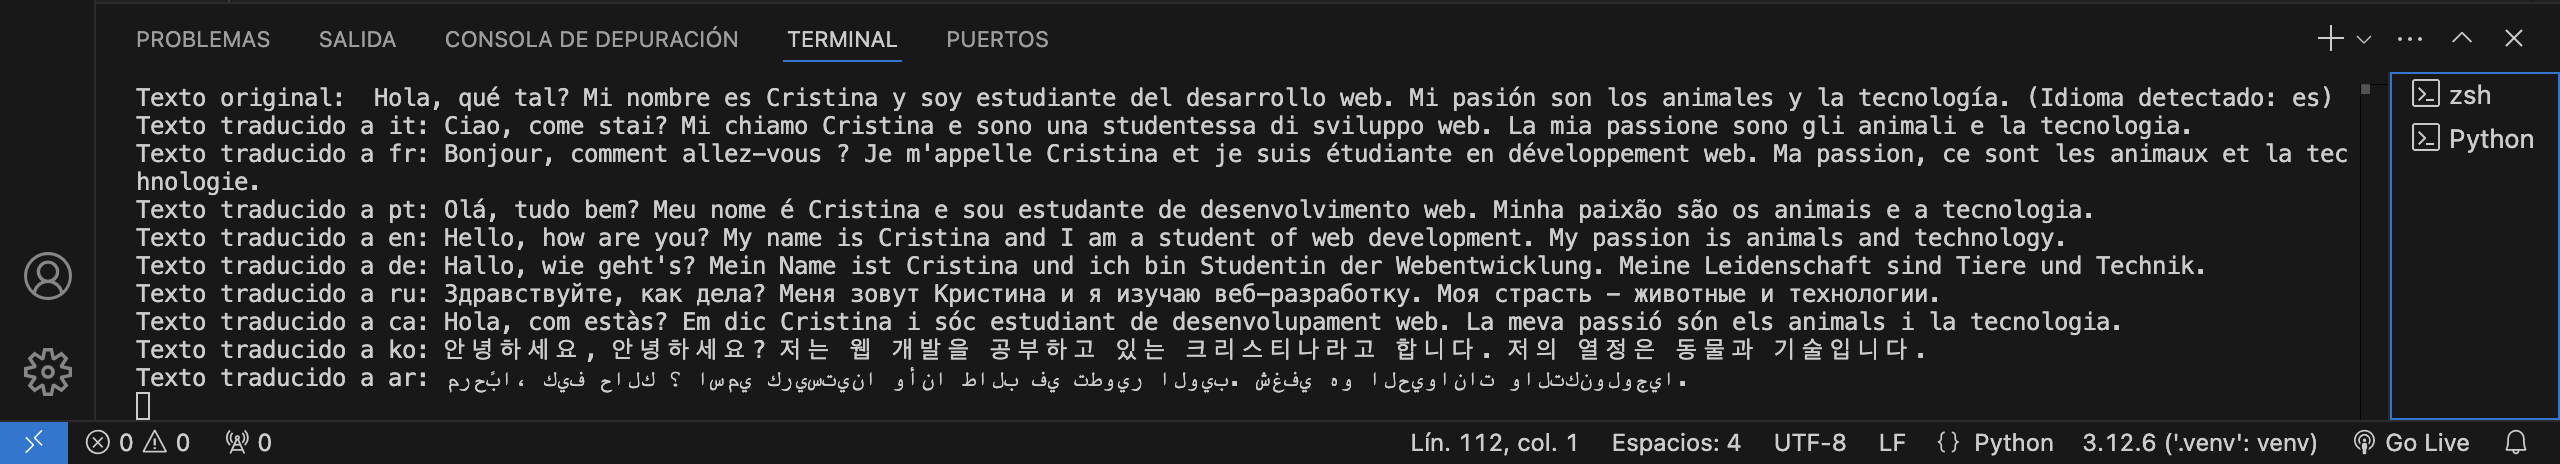 PROBLEMAS SALIDA CONSOLA DE DEPURACIÓN TERMINAL PUERTOS
Texto original:  Hola, qué tal? Mi nombre es Cristina y soy estudiante del desarrollo web. Mi pasión son los animales y la tecnología. (Idioma detectado: es)
Texto traducido a it: Ciao, come stai? Mi chiamo Cristina e sono una studentessa di sviluppo web. La mia passione sono gli animali e la tecnologia.
Texto traducido a fr: Bonjour, comment allez-vous ? Je m'appelle Cristina et je suis étudiante en développement web. Ma passion, ce sont les animaux et la tec
hnologie.
Texto traducido a pt: Olá, tudo bem? Meu nome é Cristina e sou estudante de desenvolvimento web. Minha paixão são os animais e a tecnologia.
Texto traducido a en: Hello, how are you? My name is Cristina and I am a student of web development. My passion is animals and technology.
Texto traducido a de: Hallo, wie geht's? Mein Name ist Cristina und ich bin Studentin der Webentwicklung. Meine Leidenschaft sind Tiere und Technik.
Texto traducido a ru: Здравствуйте, как дела? Меня зовут Кристина и я изучаю веб-разработку. Моя страсть - животные и технологии.
Texto traducido a ca: Hola, com estàs? Em dic Cristina i sóc estudiant de desenvolupament web. La meva passió són els animals i la tecnologia.
Texto traducido a ko: 안녕하세요, 안녕하세요? 저는 웹 개발을 공부하고 있는 크리스티나라고 합니다. 저의 열정은 동물과 기술입니다.
Texto traducido a ar: مرحبًا، كيف حالك ؟ اسمي كريستينا وأنا طالب في تطوير الويب. شغفي هو الحيوانات والتكنولوجيا.
zsh
Python
0 0 0 Lín. 112, col. 1 Espacios: 4 UTF-8 LF {} Python 3.12.6 ('.venv': venv) Go Live